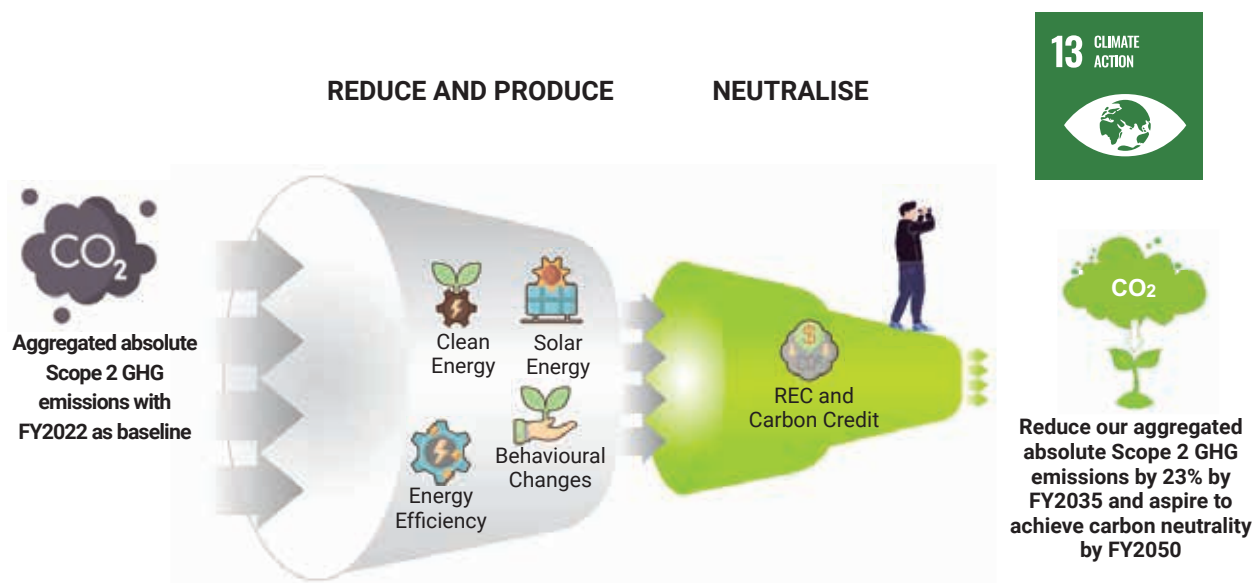 13 CLIMATE
ACTION
REDUCE AND PRODUCE
NEUTRALISE
CO₂
Aggregated absolute
Scope 2 GHG
emissions with
FY2022 as baseline
Clean
Energy
Solar
Energy
Energy
Efficiency
Behavioural
Changes
REC and
Carbon Credit
CO₂
Reduce our aggregated
absolute Scope 2 GHG
emissions by 23% by
FY2035 and aspire to
achieve carbon neutrality
by FY2050